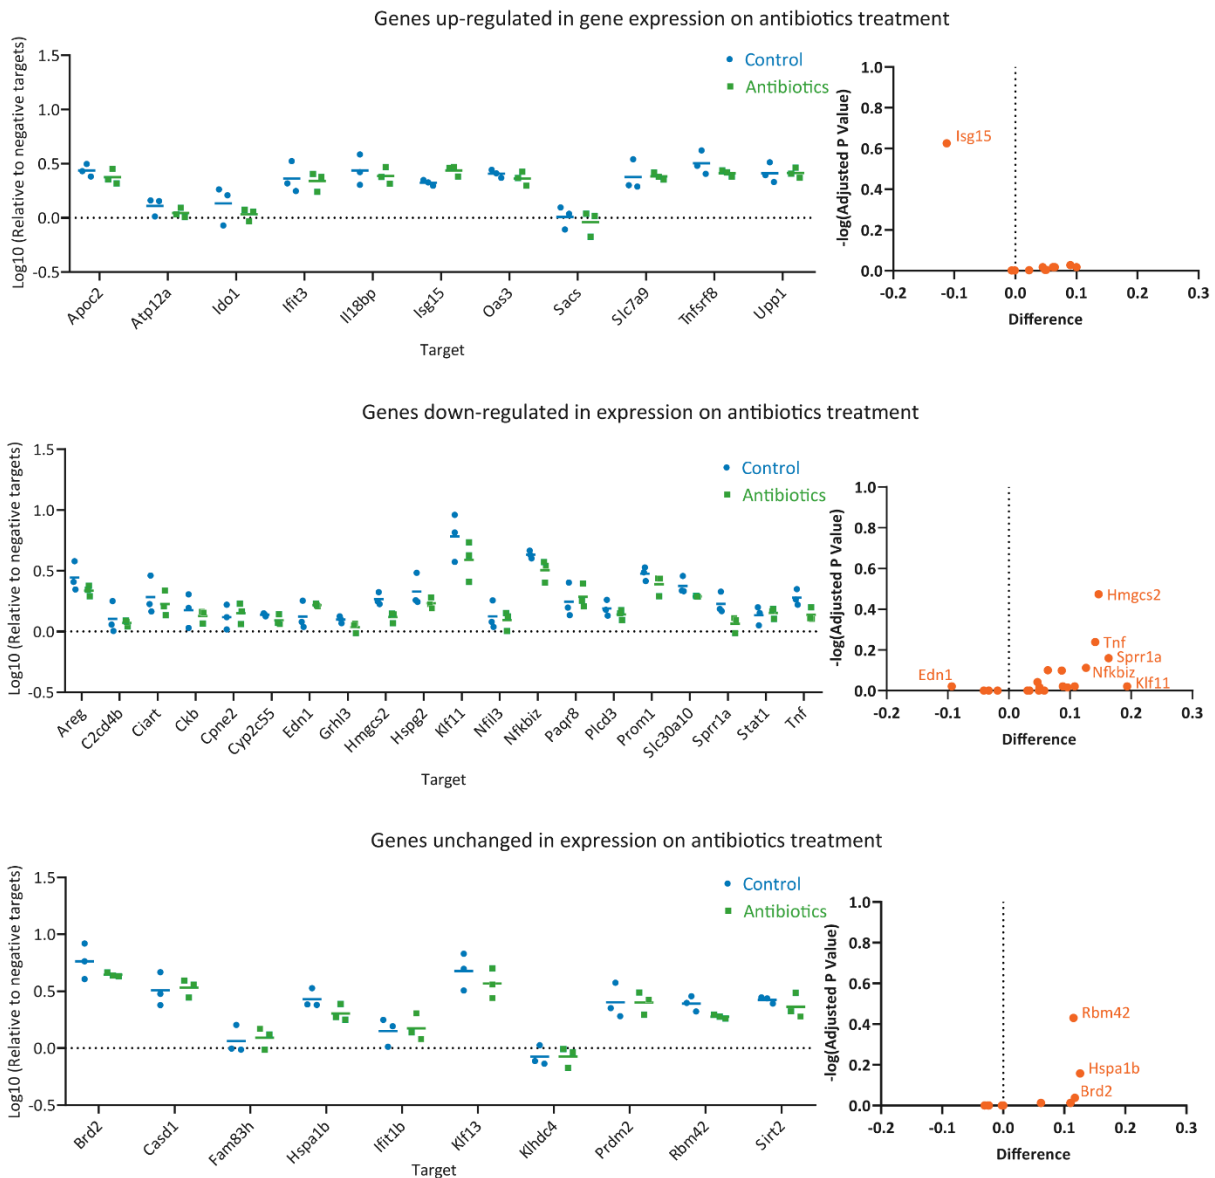 Genes up-regulated in gene expression on antibiotics treatment
Log10 (Relative to negative targets)
1.5
1.0
0.5
0.0
-0.5
Control
Antibiotics
Apoc2
Atp12a
Ido1
Ifit3
Il18bp
Isg15
Oas3
Sacs
Slc7a9
Tnfsrf8
Upp1
Target
-log(Adjusted P Value)
1.0
0.8
0.6
0.4
0.2
0.0
Isg15
-0.2 -0.1 0.0 0.1 0.2 0.3
Difference
Genes down-regulated in expression on antibiotics treatment
Log10 (Relative to negative targets)
1.5
1.0
0.5
0.0
-0.5
Control
Antibiotics
Areg
C2cd4b
Ciart
Ckb
Cpne2
Cyp2c55
Edn1
Grhl3
Hmgcs2
Hspg2
Klf11
Nfil3
Nfkbiz
Paqr8
Plcd3
Prom1
Slc30a10
Sprr1a
Stat1
Tnf
Target
-log(Adjusted P Value)
1.0
0.8
0.6
0.4
0.2
0.0
Hmgcs2
Tnf
Sprr1a
Nfkbiz
Edn1
Klf11
-0.2 -0.1 0.0 0.1 0.2 0.3
Difference
Genes unchanged in expression on antibiotics treatment
Log10 (Relative to negative targets)
1.5
1.0
0.5
0.0
-0.5
Control
Antibiotics
Brd2
Casd1
Fam83h
Hspa1b
Ifit1b
Klf13
Klhdc4
Prdm2
Rbm42
Sirt2
Target
-log(Adjusted P Value)
1.0
0.8
0.6
0.4
0.2
0.0
Rbm42
Hspa1b
Brd2
-0.2 -0.1 0.0 0.1 0.2 0.3
Difference